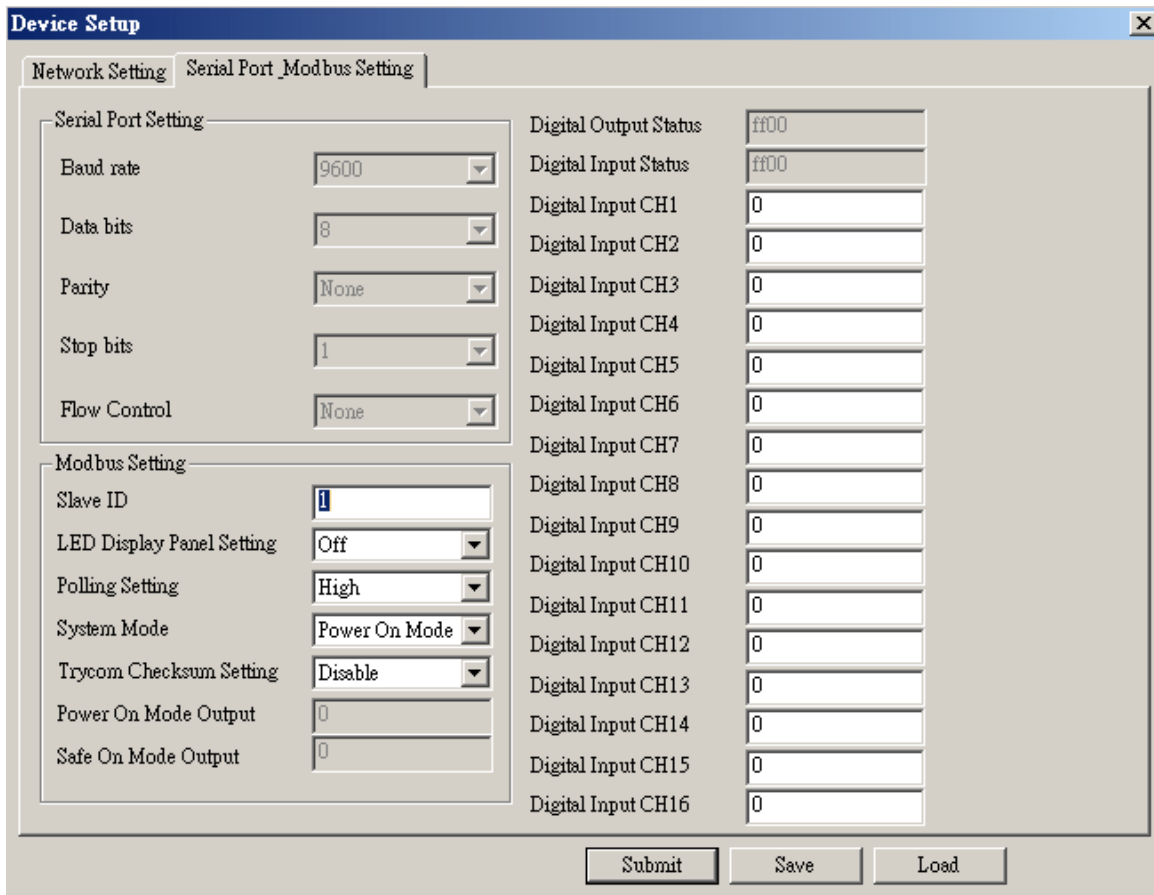 Device Setup
Network Setting
Serial Port_Modbus Setting
Serial Port Setting
Baud rate 9600
Data bits 8
Parity None
Stop bits 1
Flow Control None
Modbus Setting
Slave ID 1
LED Display Panel Setting Off
Polling Setting High
System Mode Power On Mode
Trycom Checksum Setting Disable
Power On Mode Output 0
Safe On Mode Output 0
Digital Output Status ff00
Digital Input Status ff00
Digital Input CH1 0
Digital Input CH2 0
Digital Input CH3 0
Digital Input CH4 0
Digital Input CH5 0
Digital Input CH6 0
Digital Input CH7 0
Digital Input CH8 0
Digital Input CH9 0
Digital Input CH10 0
Digital Input CH11 0
Digital Input CH12 0
Digital Input CH13 0
Digital Input CH14 0
Digital Input CH15 0
Digital Input CH16 0
Submit
Save
Load